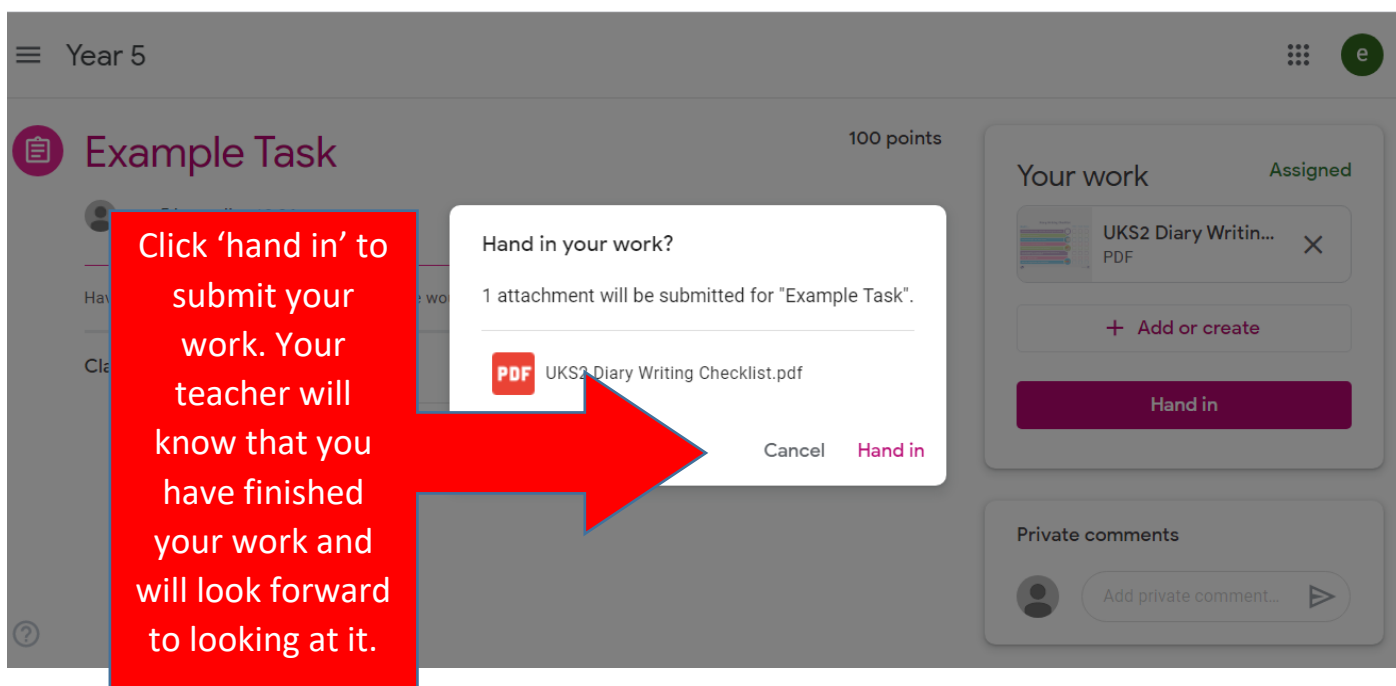 Year 5
e
Example Task
100 points
Click ‘hand in’ to
submit your
work. Your
teacher will
know that you
have finished
your work and
will look forward
to looking at it.
Hand in your work?
1 attachment will be submitted for "Example Task".
PDF UKS2 Diary Writing Checklist.pdf
Cancel Hand in
Your work Assigned
UKS2 Diary Writin...
PDF
+ Add or create
Hand in
Private comments
Add private comment...